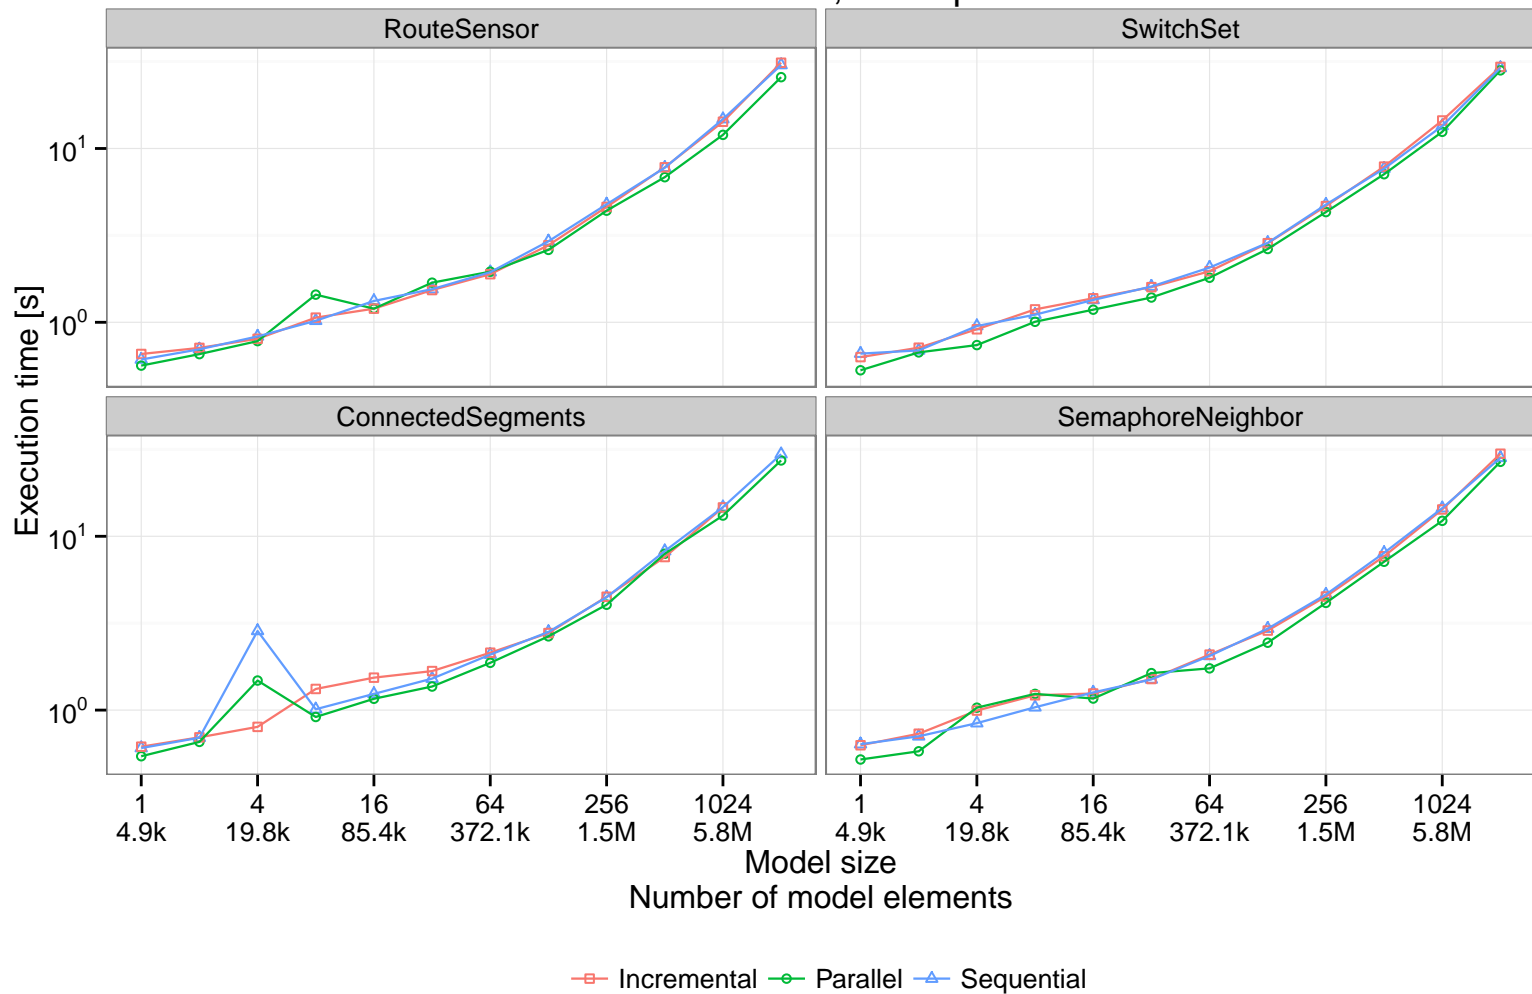 RouteSensor
SwitchSet
Execution time [s]
10^1
10^0
ConnectedSegments
SemaphoreNeighbor
10^1
10^0
1 4 16 64 256 1024 1 4 16 64 256 1024
4.9k 19.8k 85.4k 372.1k 1.5M 5.8M 4.9k 19.8k 85.4k 372.1k 1.5M 5.8M
Model size
Number of model elements
Incremental Parallel Sequential